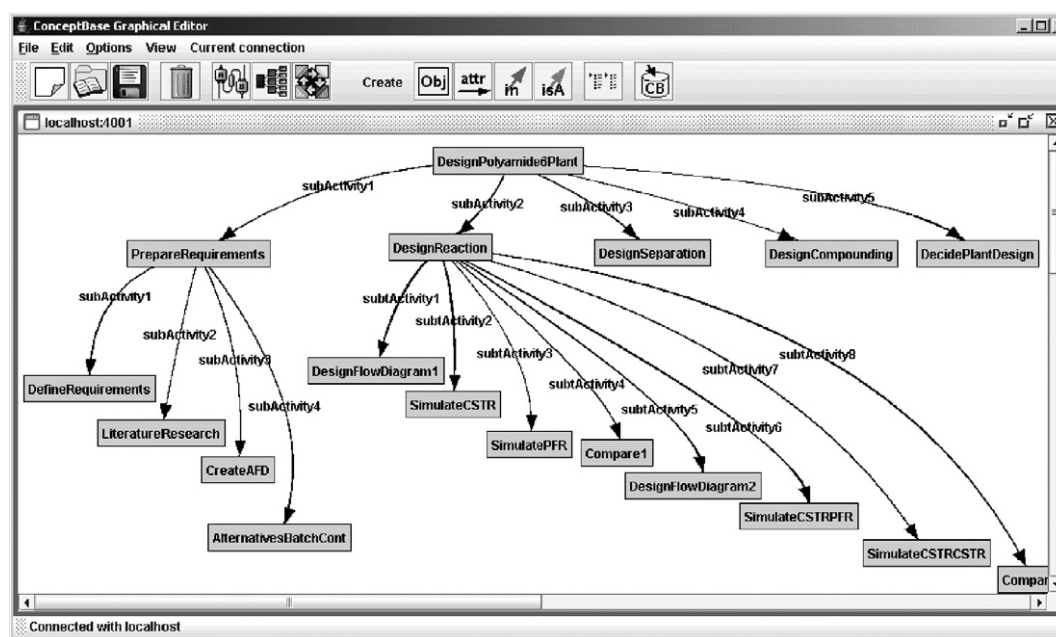 ConceptBase Graphical Editor
File Edit Options View Current connection
Create Obj attr in isA CB
localhost:4001
DesignPolyamide6Plant
subActivity1
subActivity2
subActivity3
subActivity4
subActivity5
PrepareRequirements
DesignReaction
DesignSeparation
DesignCompounding
DecidePlantDesign
subActivity1
subActivity2
subActivity3
subActivity4
subtActivity1
subtActivity2
subtActivity3
subtActivity4
subtActivity5
subtActivity6
subtActivity7
subtActivity8
DefineRequirements
LiteratureResearch
CreateAFD
AlternativesBatchCont
DesignFlowDiagram1
SimulateCSTR
SimulatePFR
Compare1
DesignFlowDiagram2
SimulateCSTRPFR
SimulateCSTRCSTR
Compar
Connected with localhost